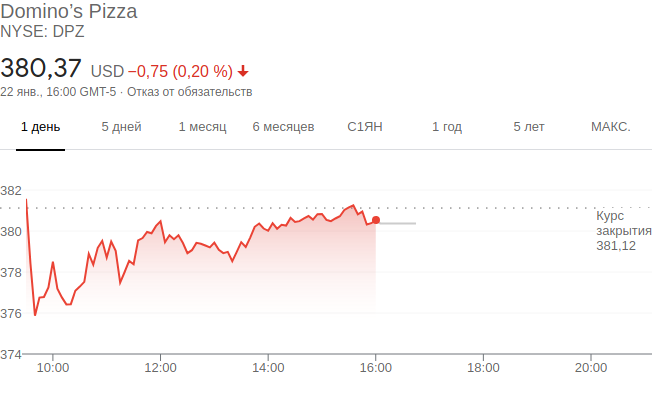 Domino’s Pizza
NYSE: DPZ
380,37 USD −0,75 (0,20 %)
22 янв., 16:00 GMT-5 · Отказ от обязательств
1 день 5 дней 1 месяц 6 месяцев С1ЯН 1 год 5 лет МАКС.
382
380
378
376
374
Курс
закрытия
381,12
10:00 12:00 14:00 16:00 18:00 20:00